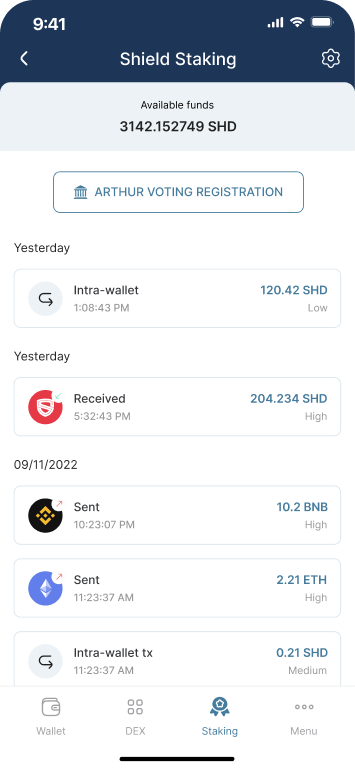 9:41
Shield Staking
Available funds
3142.152749 SHD
ARTHUR VOTING REGISTRATION
Yesterday
Intra-wallet 120.42 SHD
1:08:43 PM Low
Yesterday
Received 204.234 SHD
5:32:43 PM High
09/11/2022
Sent 10.2 BNB
10:23:07 PM High
Sent 2.21 ETH
11:23:37 AM High
Intra-wallet tx 0.21 SHD
11:23:37 AM Medium
Wallet DEX Staking Menu